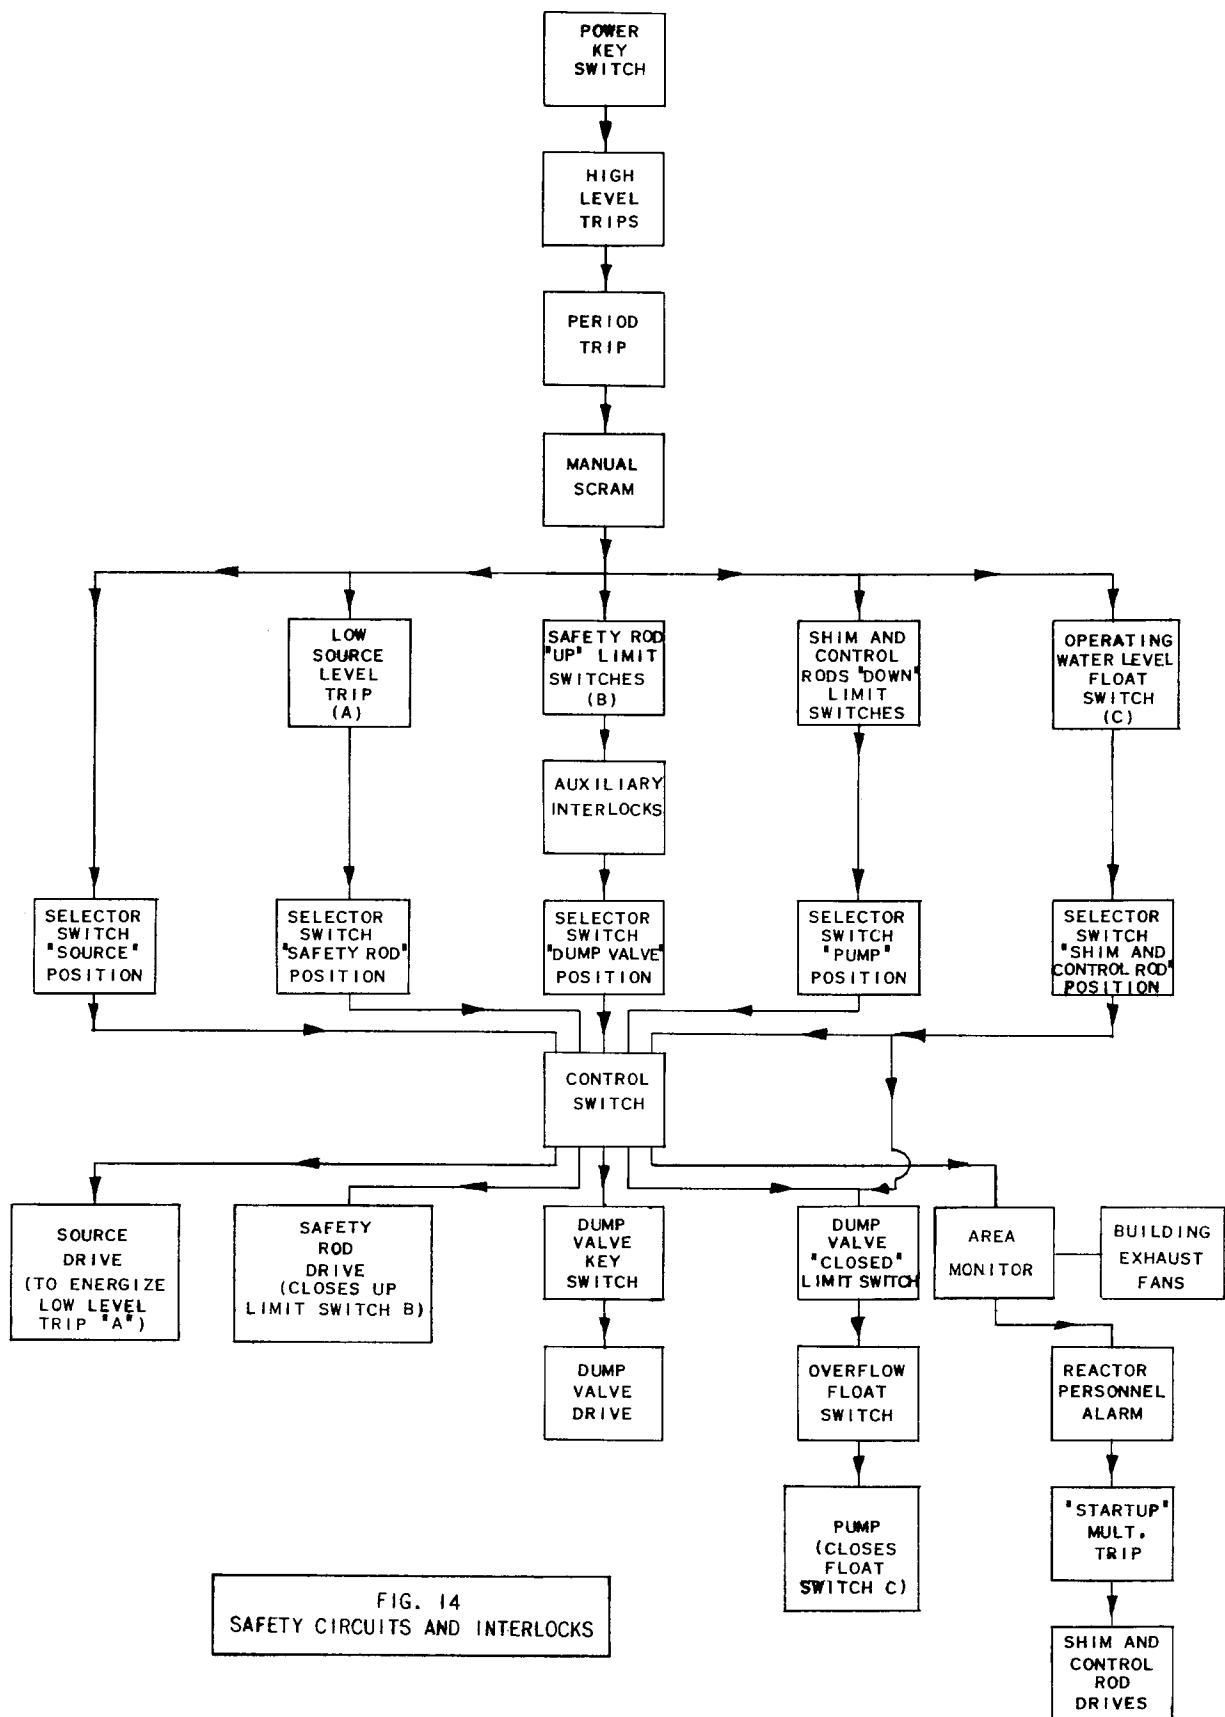 POWER
KEY
SWITCH
HIGH
LEVEL
TRIPS
PERIOD
TRIP
MANUAL
SCRAM
LOW
SOURCE
LEVEL
TRIP
(A)
SAFETY ROD
"UP" LIMIT
SWITCHES
(B)
SHIM AND
CONTROL
RODS "DOWN"
LIMIT
SWITCHES
OPERATING
WATER LEVEL
FLOAT
SWITCH
(C)
AUXILIARY
INTERLOCKS
SELECTOR
SWITCH
"SOURCE"
POSITION
SELECTOR
SWITCH
"SAFETY ROD"
POSITION
SELECTOR
SWITCH
"DUMP VALVE"
POSITION
SELECTOR
SWITCH
"PUMP"
POSITION
SELECTOR
SWITCH
"SHIM AND
CONTROL ROD"
POSITION
CONTROL
SWITCH
SOURCE
DRIVE
(TO ENERGIZE
LOW LEVEL
TRIP "A")
SAFETY
ROD
DRIVE
(CLOSES UP
LIMIT SWITCH B)
DUMP
VALVE
KEY
SWITCH
DUMP
VALVE
"CLOSED"
LIMIT SWITCH
AREA
MONITOR
BUILDING
EXHAUST
FANS
DUMP
VALVE
DRIVE
OVERFLOW
FLOAT
SWITCH
REACTOR
PERSONNEL
ALARM
PUMP
(CLOSES
FLOAT
SWITCH C)
"STARTUP"
MULT.
TRIP
SHIM AND
CONTROL
ROD
DRIVES
FIG. 14
SAFETY CIRCUITS AND INTERLOCKS